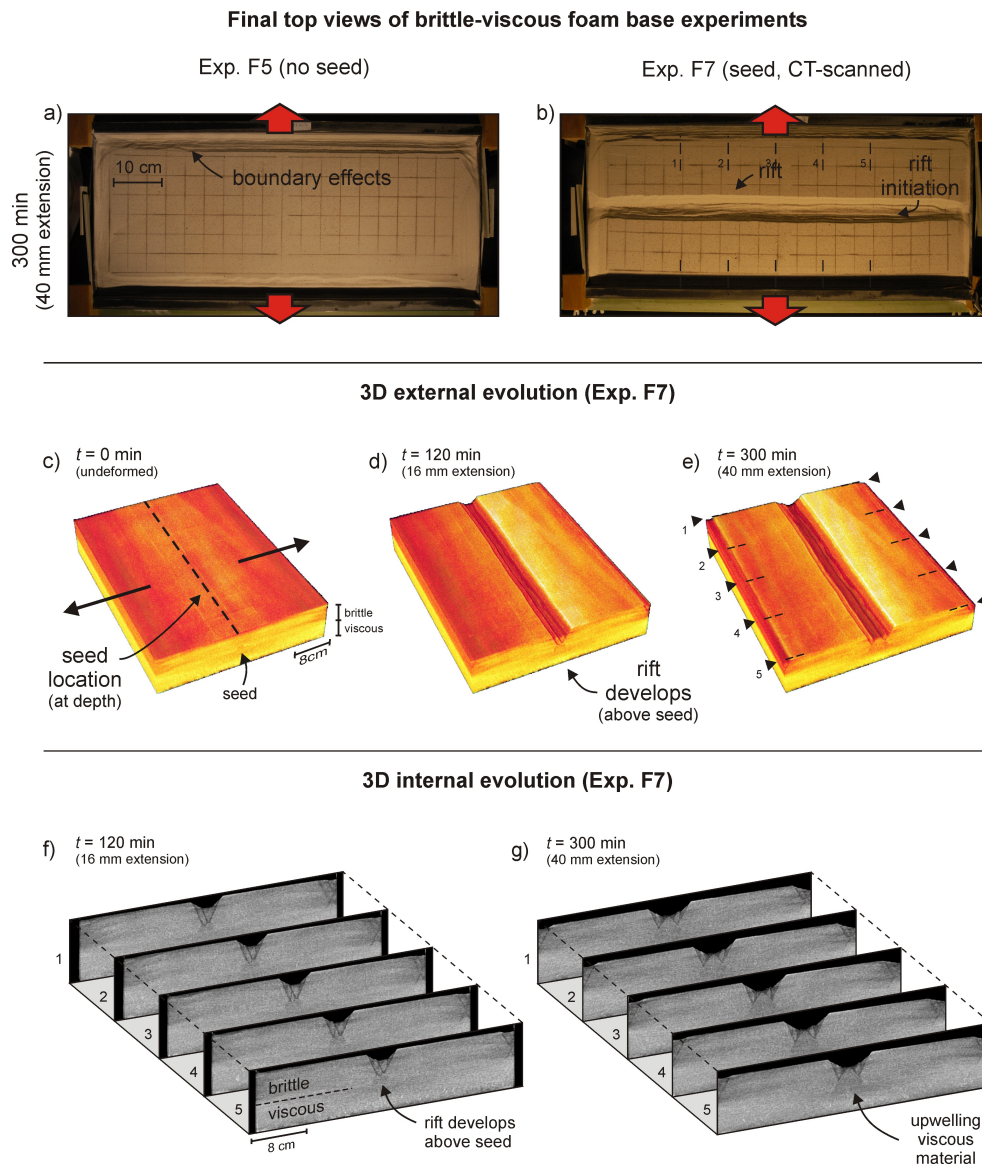 Final top views of brittle-viscous foam base experiments
Exp. F5 (no seed)
Exp. F7 (seed, CT-scanned)
a)
b)
300 min
(40 mm extension)
10 cm
boundary effects
1
2
3
4
5
rift
rift
initiation
3D external evolution (Exp. F7)
c)
t = 0 min
(undeformed)
d)
t = 120 min
(16 mm extension)
e)
t = 300 min
(40 mm extension)
1
2
3
4
5
brittle
viscous
8cm
seed
location
(at depth)
seed
rift
develops
(above seed)
3D internal evolution (Exp. F7)
f)
t = 120 min
(16 mm extension)
g)
t = 300 min
(40 mm extension)
1
2
3
4
5
brittle
viscous
8 cm
rift develops
above seed
1
2
3
4
5
upwelling
viscous
material